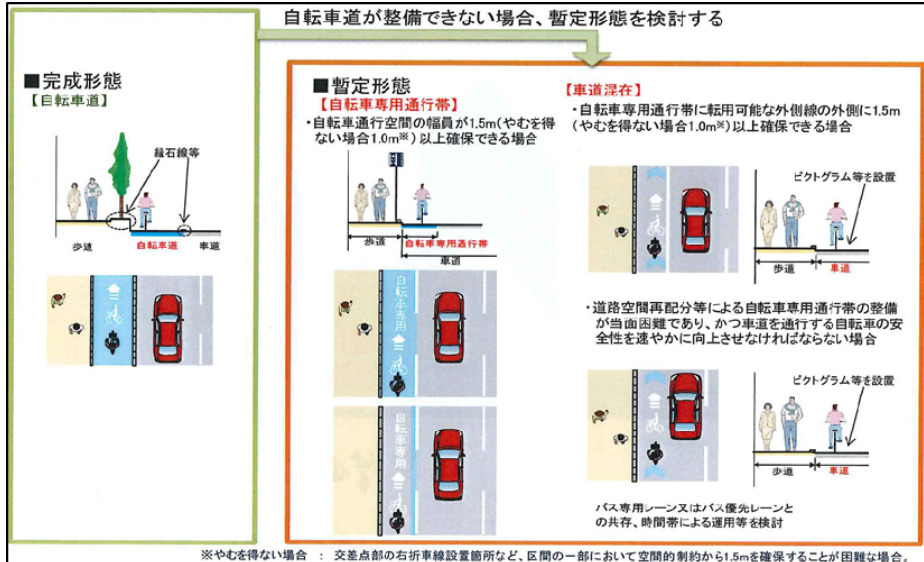 自転車道が整備できない場合、暫定形態を検討する
■完成形態
【自転車道】
縁石線等
歩道
自転車道
車道
■暫定形態
【自転車専用通行帯】
・自転車通行空間の幅員が1.5m(やむを
得ない場合1.0m※)以上確保できる場合
歩道
自転車専用通行帯
車道
自転車専用
自転車専用
【車道混在】
・自転車専用通行帯に転用可能な外側線の外側に1.5m
(やむを得ない場合1.0m※)以上確保できる場合
ピクトグラム等を設置
歩道
車道
・道路空間再配分等による自転車専用通行帯の整備
が当面困難であり、かつ車道を通行する自転車の安
全性を速やかに向上させなければならない場合
ピクトグラム等を設置
歩道
車道
バス専用レーン又はバス優先レーンと
の共存、時間帯による運用等を検討
※やむを得ない場合 : 交差点部の右折車線設置箇所など、区間の一部において空間的制約から1.5mを確保することが困難な場合。